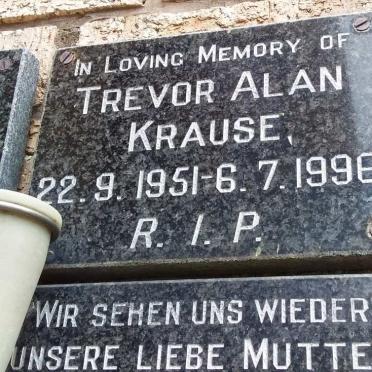 IN LOVING MEMORY OF
TREVOR ALAN
KRAUSE,
22.9.1951-6.7.1996
R. I. P.
WIR SEHEN UNS WIEDER
UNSERE LIEBE MUTTE